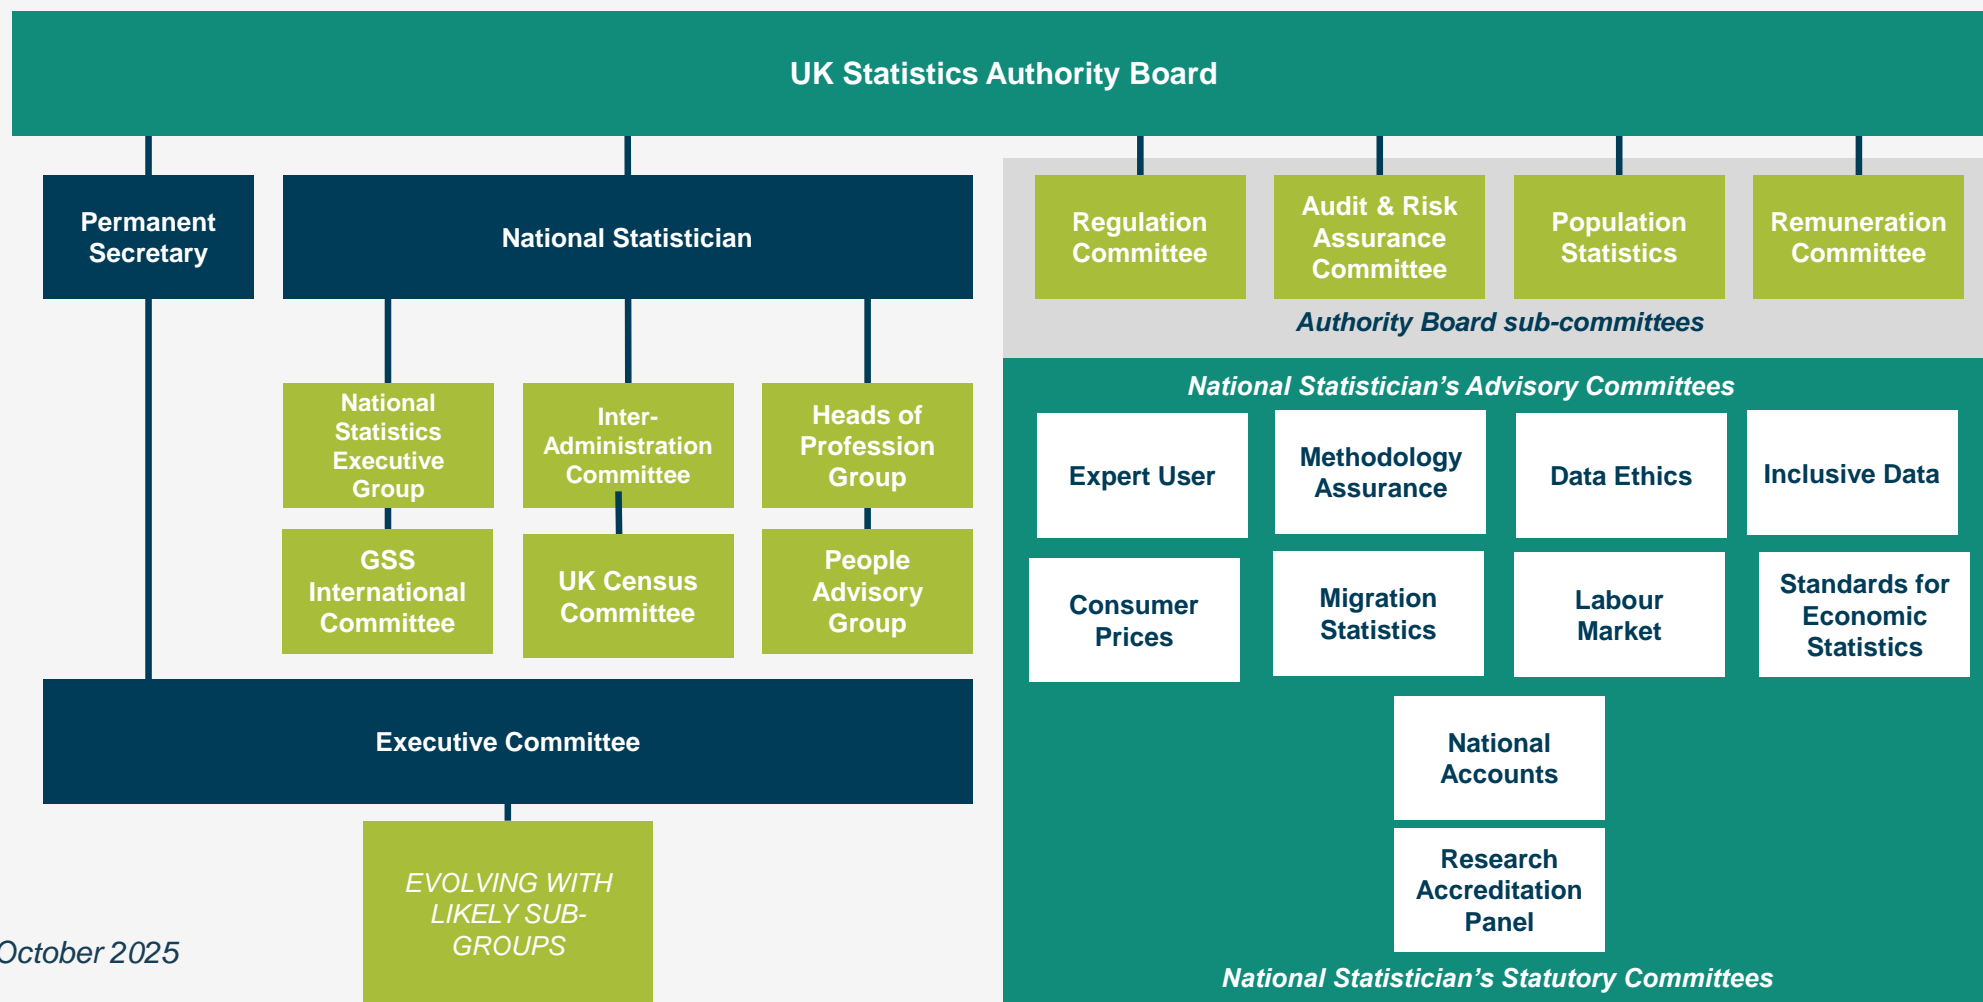 UK Statistics Authority Board
Permanent
Secretary
National Statistician
Regulation
Committee
Audit & Risk
Assurance
Committee
Population
Statistics
Remuneration
Committee
Authority Board sub-committees
National
Statistics
Executive
Group
Inter-
Administration
Committee
Heads of
Profession
Group
GSS
International
Committee
UK Census
Committee
People
Advisory
Group
Executive Committee
EVOLVING WITH
LIKELY SUB-
GROUPS
October 2025
National Statistician's Advisory Committees
Expert User
Methodology
Assurance
Data Ethics
Inclusive Data
Consumer
Prices
Migration
Statistics
Labour
Market
Standards for
Economic
Statistics
National
Accounts
Research
Accreditation
Panel
National Statistician's Statutory Committees